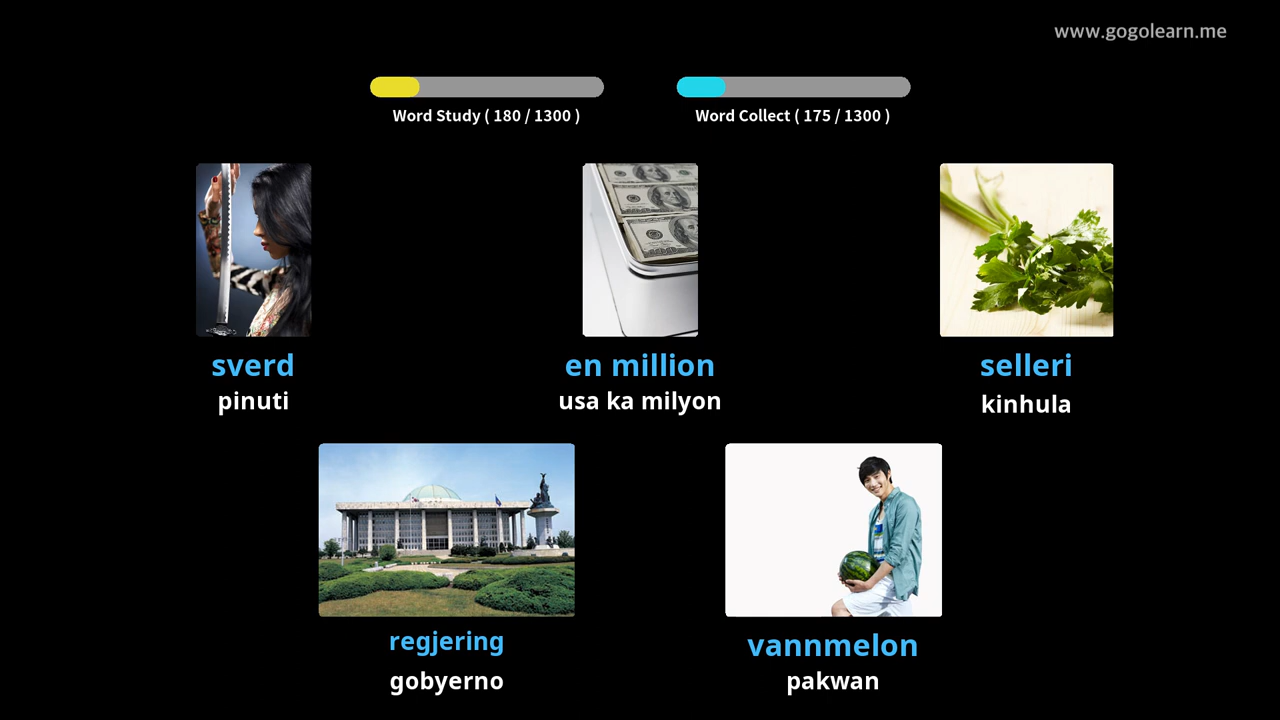 www.gogolearn.me
Word Study ( 180 / 1300 )
Word Collect ( 175 / 1300 )
sverd
pinuti
en million
usa ka milyon
selleri
kinhula
regjering
gobyerno
vannmelon
pakwan